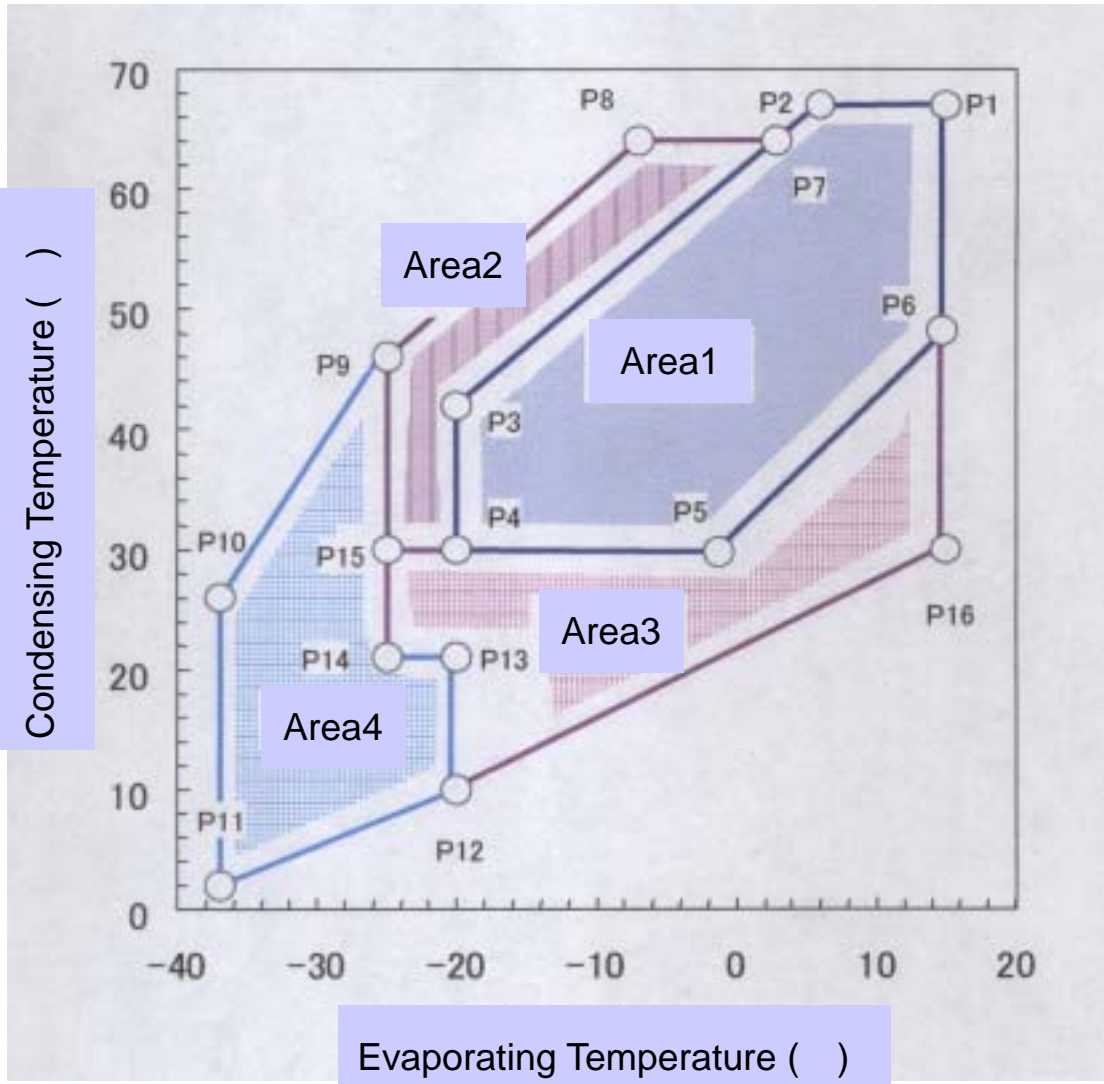 70
P8
P2
P1
60
P7
Area2
50
P6
Area1
P9
40
P3
P4
P5
P10
30
P15
P16
Area3
20
P14
P13
Area4
10
P11
P12
0
-40
-30
-20
-10
0
10
20
Condensing Temperature ( )
Evaporating Temperature ( )